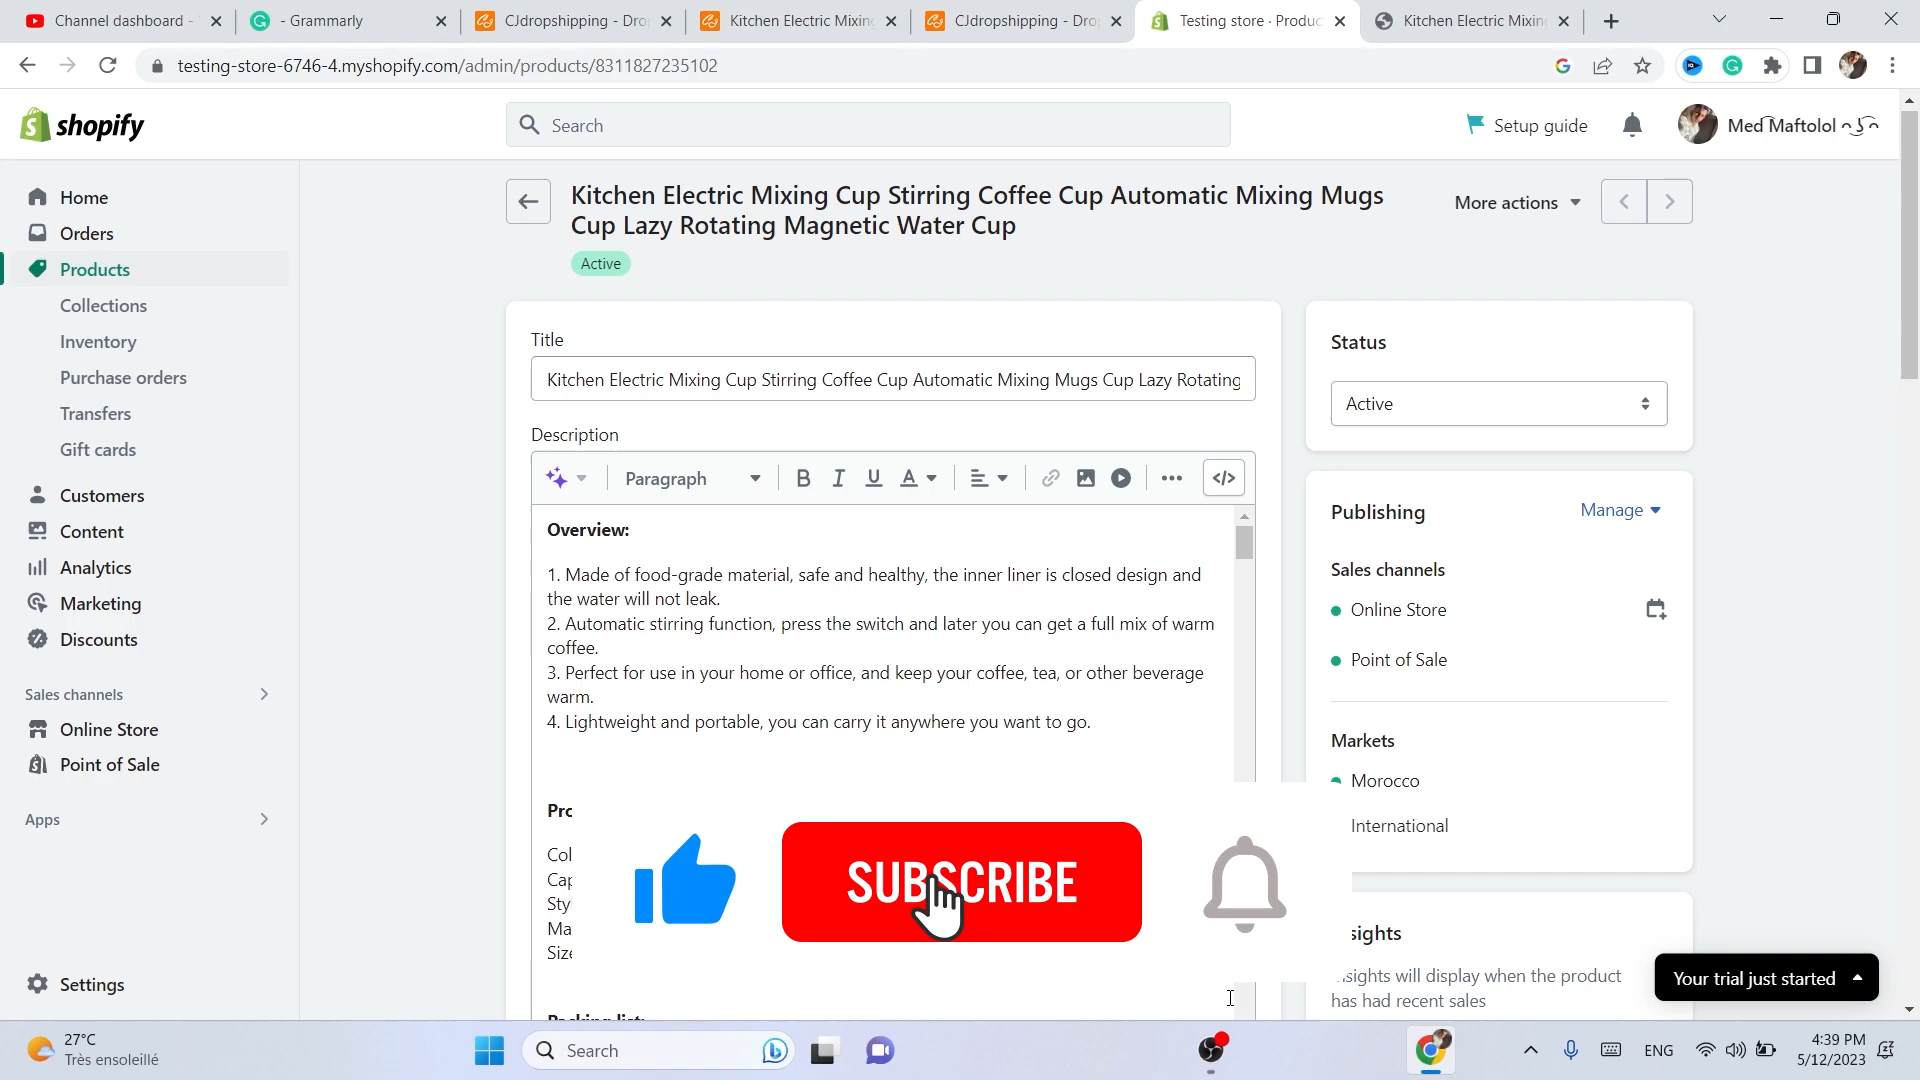 Channel dashboard -
- Grammarly
CJdropshipping - Dro
Kitchen Electric Mixing
CJdropshipping - Dro
Testing store · Produc
Kitchen Electric Mixin
testing-store-6746-4.myshopify.com/admin/products/8311827235102
shopify
Search
Setup guide
Home
Orders
Products
Collections
Inventory
Purchase orders
Transfers
Gift cards
Customers
Content
Analytics
Marketing
Discounts
Sales channels
Online Store
Point of Sale
Apps
Settings
Kitchen Electric Mixing Cup Stirring Coffee Cup Automatic Mixing Mugs
Cup Lazy Rotating Magnetic Water Cup
Active
More actions
Title
Kitchen Electric Mixing Cup Stirring Coffee Cup Automatic Mixing Mugs Cup Lazy Rotating
Description
Paragraph
Overview:
1. Made of food-grade material, safe and healthy, the inner liner is closed design and
the water will not leak.
2. Automatic stirring function, press the switch and later you can get a full mix of warm
coffee.
3. Perfect for use in your home or office, and keep your coffee, tea, or other beverage
warm.
4. Lightweight and portable, you can carry it anywhere you want to go.
Pro
Col
Cap
Sty
Ma
Size
Packing list:
SUBSCRIBE
Status
Active
Publishing
Manage
Sales channels
Online Store
Point of Sale
Markets
Morocco
International
sights
sights will display when the product
has had recent sales
Your trial just started
27°C
Très ensoleillé
Search
ENG
4:39 PM
5/12/2023